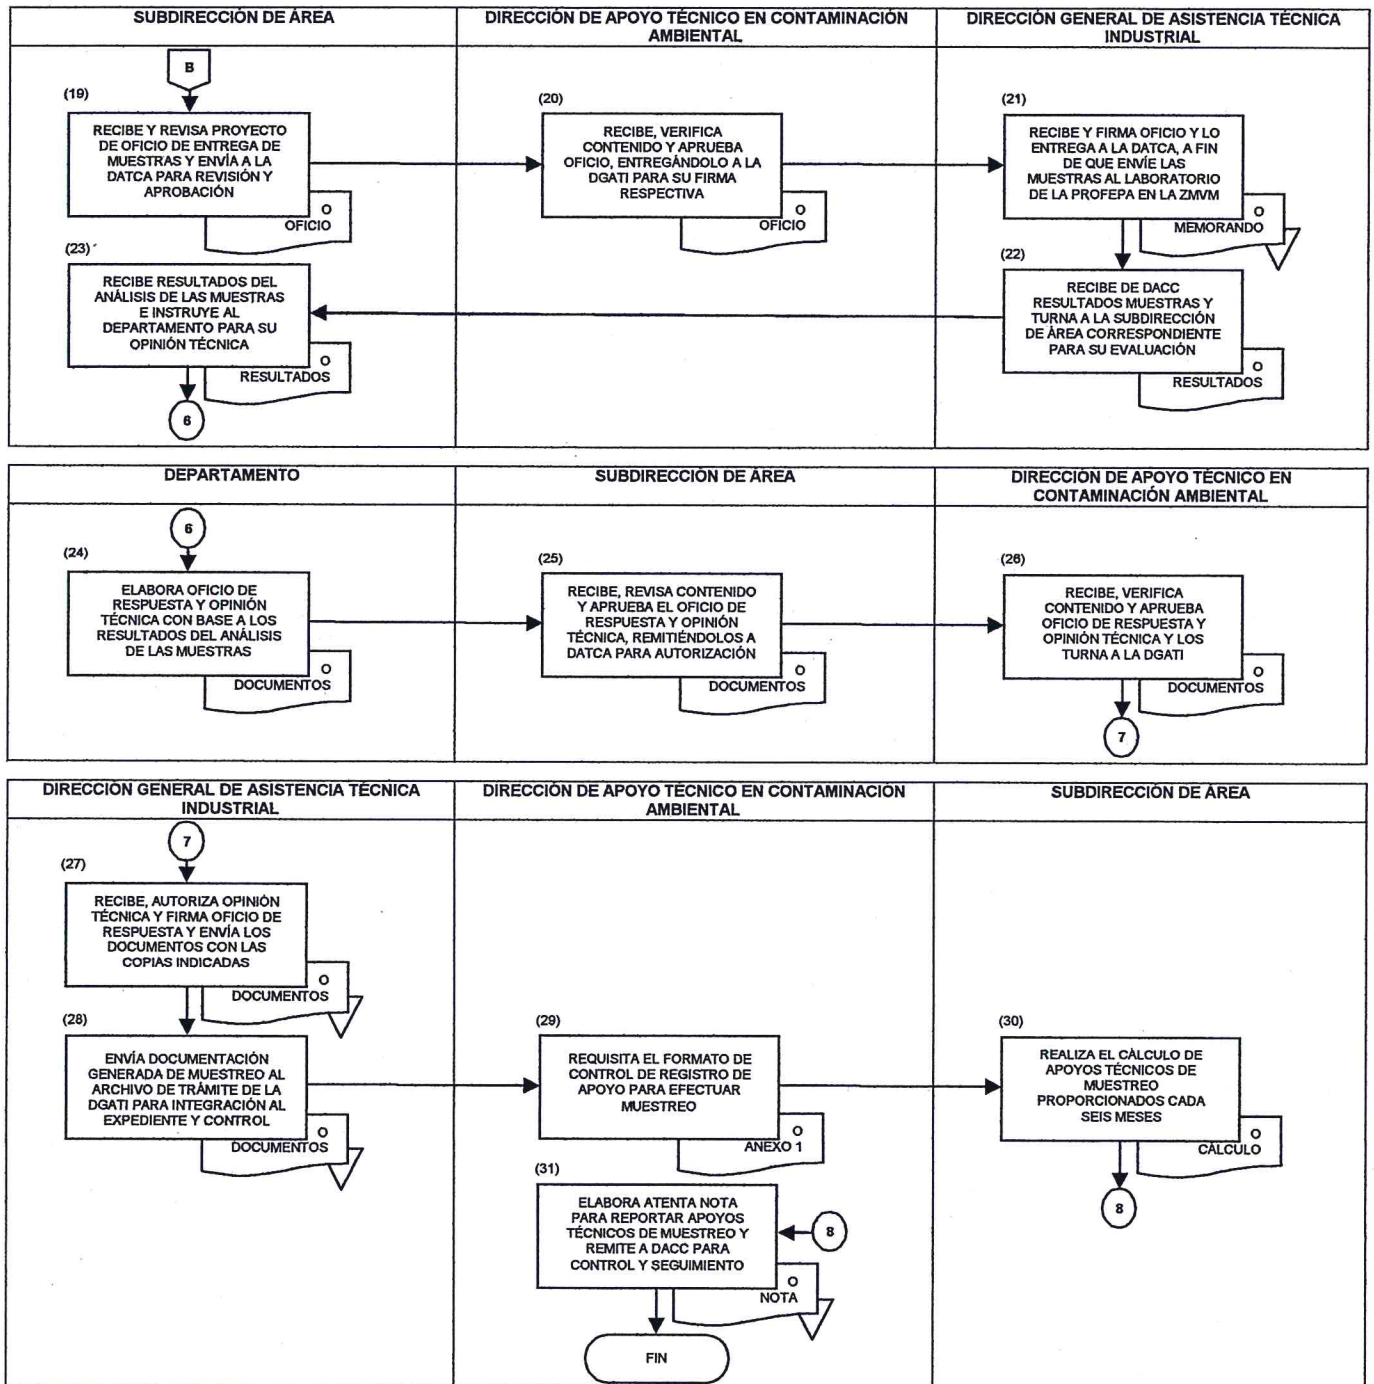 SUBDIRECCIÓN DE ÁREA
DIRECCIÓN DE APOYO TÉCNICO EN CONTAMINACIÓN
AMBIENTAL
DIRECCIÓN GENERAL DE ASISTENCIA TÉCNICA
INDUSTRIAL
B
(19)
RECIBE Y REVISA PROYECTO
DE OFICIO DE ENTREGA DE
MUESTRAS Y ENVÍA A LA
DATCA PARA REVISIÓN Y
APROBACIÓN
O
OFICIO
(20)
RECIBE, VERIFICA
CONTENIDO Y APRUEBA
OFICIO, ENTREGÁNDOLO A LA
DGATI PARA SU FIRMA
RESPECTIVA
O
OFICIO
(21)
RECIBE Y FIRMA OFICIO Y LO
ENTREGA A LA DATCA, A FIN
DE QUE ENVÍE LAS
MUESTRAS AL LABORATORIO
DE LA PROFEPA EN LA ZMVM
O
MEMORANDO
(22)
RECIBE DE DACC
RESULTADOS MUESTRAS Y
TURNA A LA SUBDIRECCIÓN
DE ÁREA CORRESPONDIENTE
PARA SU EVALUACIÓN
O
RESULTADOS
(23)
RECIBE RESULTADOS DEL
ANÁLISIS DE LAS MUESTRAS
E INSTRUYE AL
DEPARTAMENTO PARA SU
OPINIÓN TÉCNICA
O
RESULTADOS
6
DEPARTAMENTO
SUBDIRECCIÓN DE ÁREA
DIRECCIÓN DE APOYO TÉCNICO EN
CONTAMINACIÓN AMBIENTAL
6
(24)
ELABORA OFICIO DE
RESPUESTA Y OPINIÓN
TÉCNICA CON BASE A LOS
RESULTADOS DEL ANÁLISIS
DE LAS MUESTRAS
O
DOCUMENTOS
(25)
RECIBE, REVISA CONTENIDO
Y APRUEBA EL OFICIO DE
RESPUESTA Y OPINIÓN
TÉCNICA, REMITIÉNDOLOS A
DATCA PARA AUTORIZACIÓN
O
DOCUMENTOS
(26)
RECIBE, VERIFICA
CONTENIDO Y APRUEBA
OFICIO DE RESPUESTA Y
OPINIÓN TÉCNICA Y LOS
TURNA A LA DGATI
O
DOCUMENTOS
7
DIRECCIÓN GENERAL DE ASISTENCIA TÉCNICA
INDUSTRIAL
DIRECCIÓN DE APOYO TÉCNICO EN CONTAMINACIÓN
AMBIENTAL
SUBDIRECCIÓN DE ÁREA
7
(27)
RECIBE, AUTORIZA OPINIÓN
TÉCNICA Y FIRMA OFICIO DE
RESPUESTA Y ENVÍA LOS
DOCUMENTOS CON LAS
COPIAS INDICADAS
O
DOCUMENTOS
(28)
ENVÍA DOCUMENTACIÓN
GENERADA DE MUESTREO AL
ARCHIVO DE TRÁMITE DE LA
DGATI PARA INTEGRACIÓN AL
EXPEDIENTE Y CONTROL
O
DOCUMENTOS
(29)
REQUISITA EL FORMATO DE
CONTROL DE REGISTRO DE
APOYO PARA EFECTUAR
MUESTREO
O
ANEXO 1
(30)
REALIZA EL CÁLCULO DE
APOYOS TÉCNICOS DE
MUESTREO
PROPORCIONADOS CADA
SEIS MESES
O
CÁLCULO
8
(31)
ELABORA ATENTA NOTA
PARA REPORTAR APOYOS
TÉCNICOS DE MUESTREO Y
REMITE A DACC PARA
CONTROL Y SEGUIMIENTO
8
O
NOTA
FIN